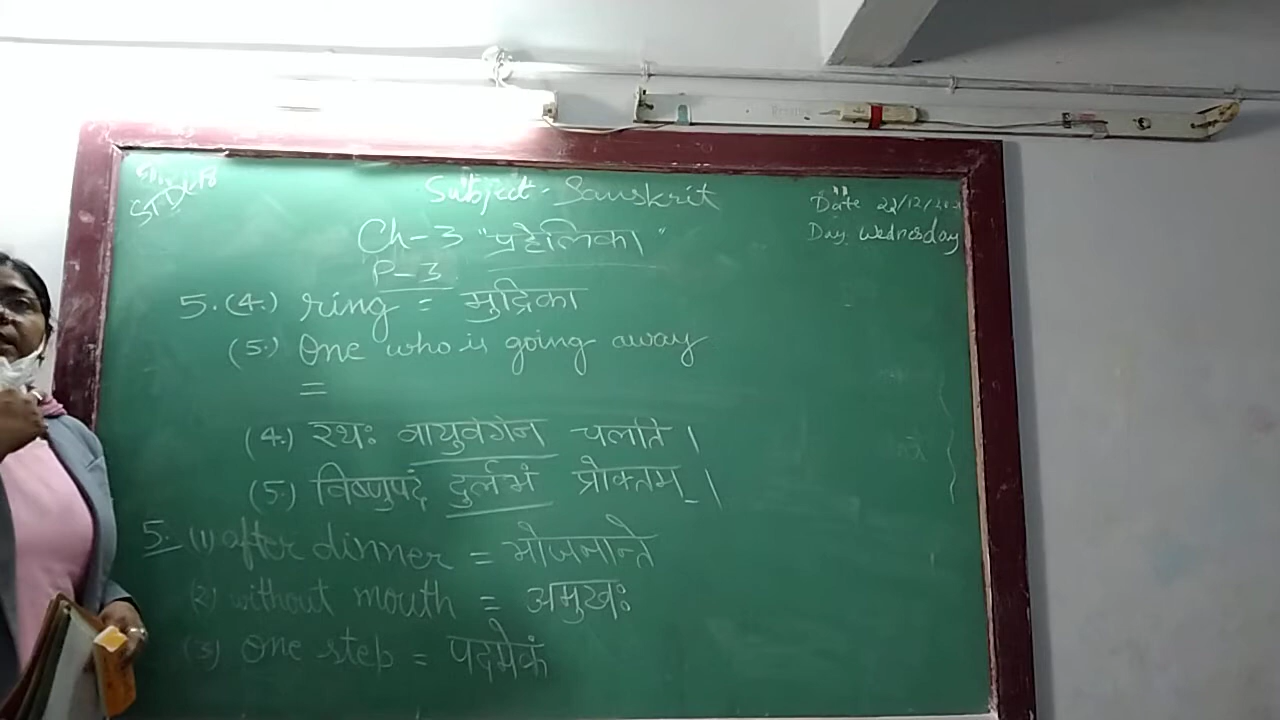 Subject - Sanskrit
Date 22/12/20
Day. Wednesday
Ch-3 "प्रहेलिका"
P-3
5. (4.) ring = मुद्रिका
(5.) One who is going away
=
(4.) रथः वायुवेगेन चलति ।
(5.) विष्णुपदं दुर्लभं प्रोक्तम् ।
5. (1) after dinner = भोजनान्ते
(2) without mouth = अमुखः
(3) One step = पदमेकं